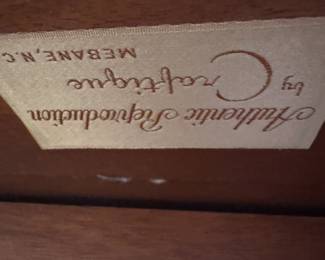 Authentic Reproduction
by Craftique
MEBANE, N.C.